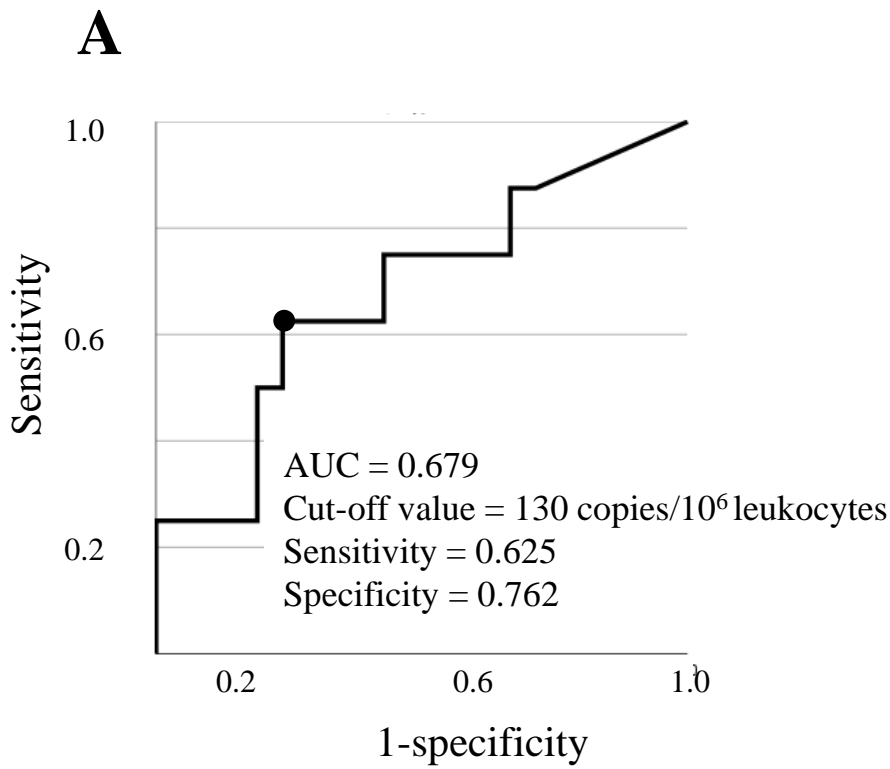 A
1.0
0.6
0.2
Sensitivity
AUC = 0.679
Cut-off value = 130 copies/10⁶ leukocytes
Sensitivity = 0.625
Specificity = 0.762
0.2 0.6 1.0
1-specificity